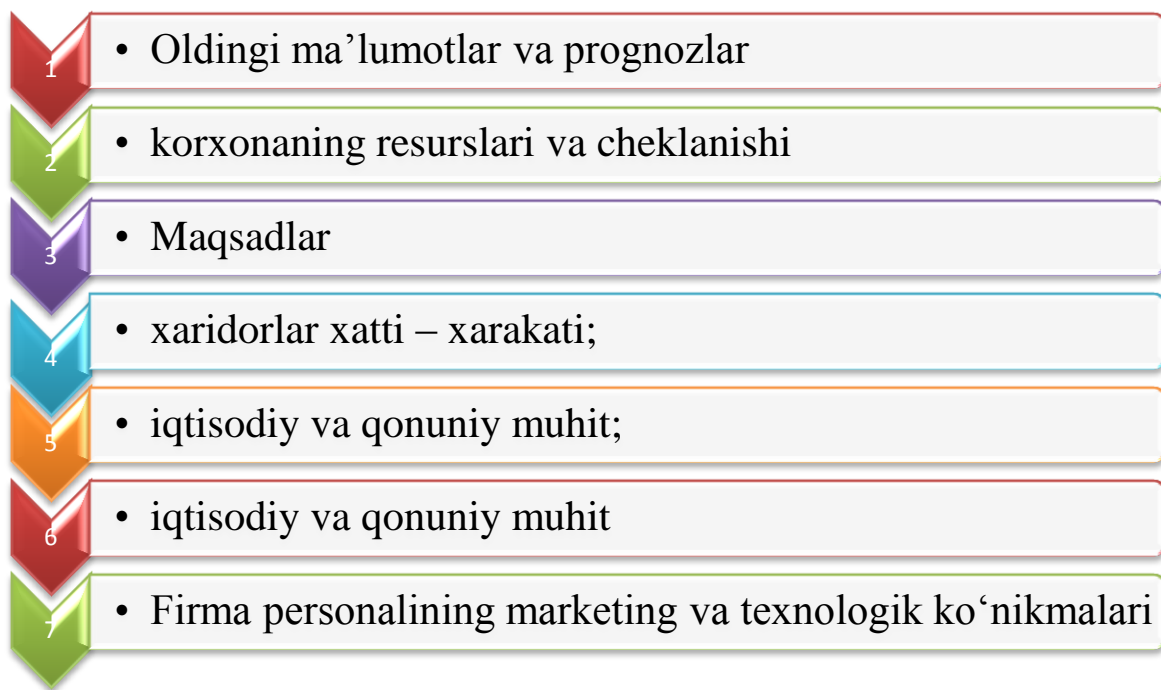 1 • Oldingi ma’lumotlar va prognozlar
2 • korxonaning resurslari va cheklanishi
3 • Maqsadlar
4 • xaridorlar xatti – xarakati;
5 • iqtisodiy va qonuniy muhit;
6 • iqtisodiy va qonuniy muhit
7 • Firma personalining marketing va texnologik ko‘nikmalari